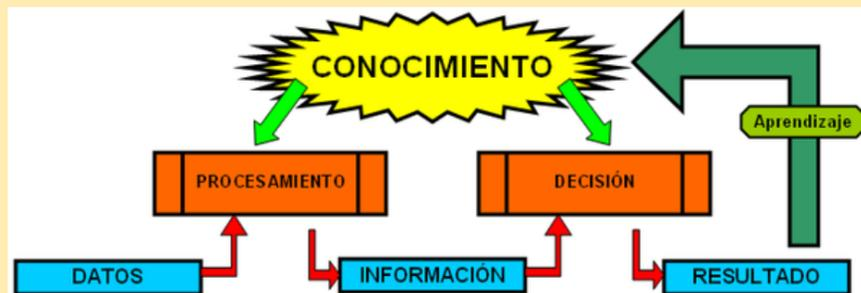 CONOCIMIENTO
Aprendizaje
PROCESAMIENTO
DECISIÓN
DATOS
INFORMACIÓN
RESULTADO